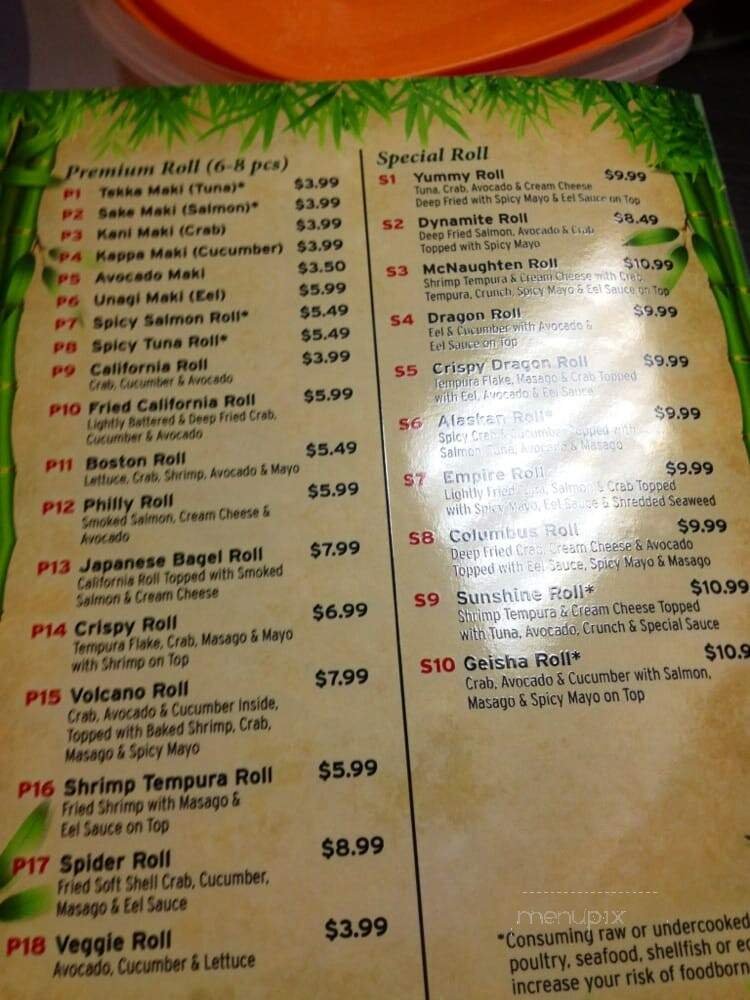 Premium Roll (6-8 pcs)
P1 Tekka Maki (Tuna)* $3.99
P2 Sake Maki (Salmon)* $3.99
P3 Kani Maki (Crab) $3.99
P4 Kappa Maki (Cucumber) $3.99
P5 Avocado Maki $3.50
P6 Unagi Maki (Eel) $5.99
P7 Spicy Salmon Roll* $5.49
P8 Spicy Tuna Roll* $5.49
P9 California Roll $3.99
Crab, Cucumber & Avocado
P10 Fried California Roll $5.99
Lightly Battered & Deep Fried Crab,
Cucumber & Avocado
P11 Boston Roll $5.49
Lettuce, Crab, Shrimp, Avocado & Mayo
P12 Philly Roll $5.99
Smoked Salmon, Cream Cheese &
Avocado
P13 Japanese Bagel Roll $7.99
California Roll Topped with Smoked
Salmon & Cream Cheese
P14 Crispy Roll $6.99
Tempura Flake, Crab, Masago & Mayo
with Shrimp on Top
P15 Volcano Roll $7.99
Crab, Avocado & Cucumber Inside,
Topped with Baked Shrimp, Crab,
Masago & Spicy Mayo
P16 Shrimp Tempura Roll $5.99
Fried Shrimp with Masago &
Eel Sauce on Top
P17 Spider Roll $8.99
Fried Soft Shell Crab, Cucumber,
Masago & Eel Sauce
P18 Veggie Roll $3.99
Avocado, Cucumber & Lettuce
Special Roll
S1 Yummy Roll $9.99
Tuna, Crab, Avocado & Cream Cheese
Deep Fried with Spicy Mayo & Eel Sauce on Top
S2 Dynamite Roll $8.49
Deep Fried Salmon, Avocado & Crab
Topped with Spicy Mayo
S3 McNaughten Roll $10.99
Shrimp Tempura & Cream Cheese with Crab,
Tempura, Crunch, Spicy Mayo & Eel Sauce on Top
S4 Dragon Roll $9.99
Eel & Cucumber with Avocado &
Eel Sauce on Top
S5 Crispy Dragon Roll $9.99
Tempura Flake, Masago & Crab Topped
with Eel, Avocado & Eel Sauce
S6 Alaskan Roll* $9.99
Spicy Crab & Cucumber Topped with
Salmon, Tuna, Avocado & Masago
S7 Empire Roll $9.99
Lightly Fried Tuna, Salmon & Crab Topped
with Spicy Mayo, Eel Sauce & Shredded Seaweed
S8 Columbus Roll $9.99
Deep Fried Crab, Cream Cheese & Avocado
Topped with Eel Sauce, Spicy Mayo & Masago
S9 Sunshine Roll* $10.99
Shrimp Tempura & Cream Cheese Topped
with Tuna, Avocado, Crunch & Special Sauce
S10 Geisha Roll* $10.9
Crab, Avocado & Cucumber with Salmon,
Masago & Spicy Mayo on Top
menupix
*Consuming raw or undercooked
poultry, seafood, shellfish or
increase your risk of foodborn